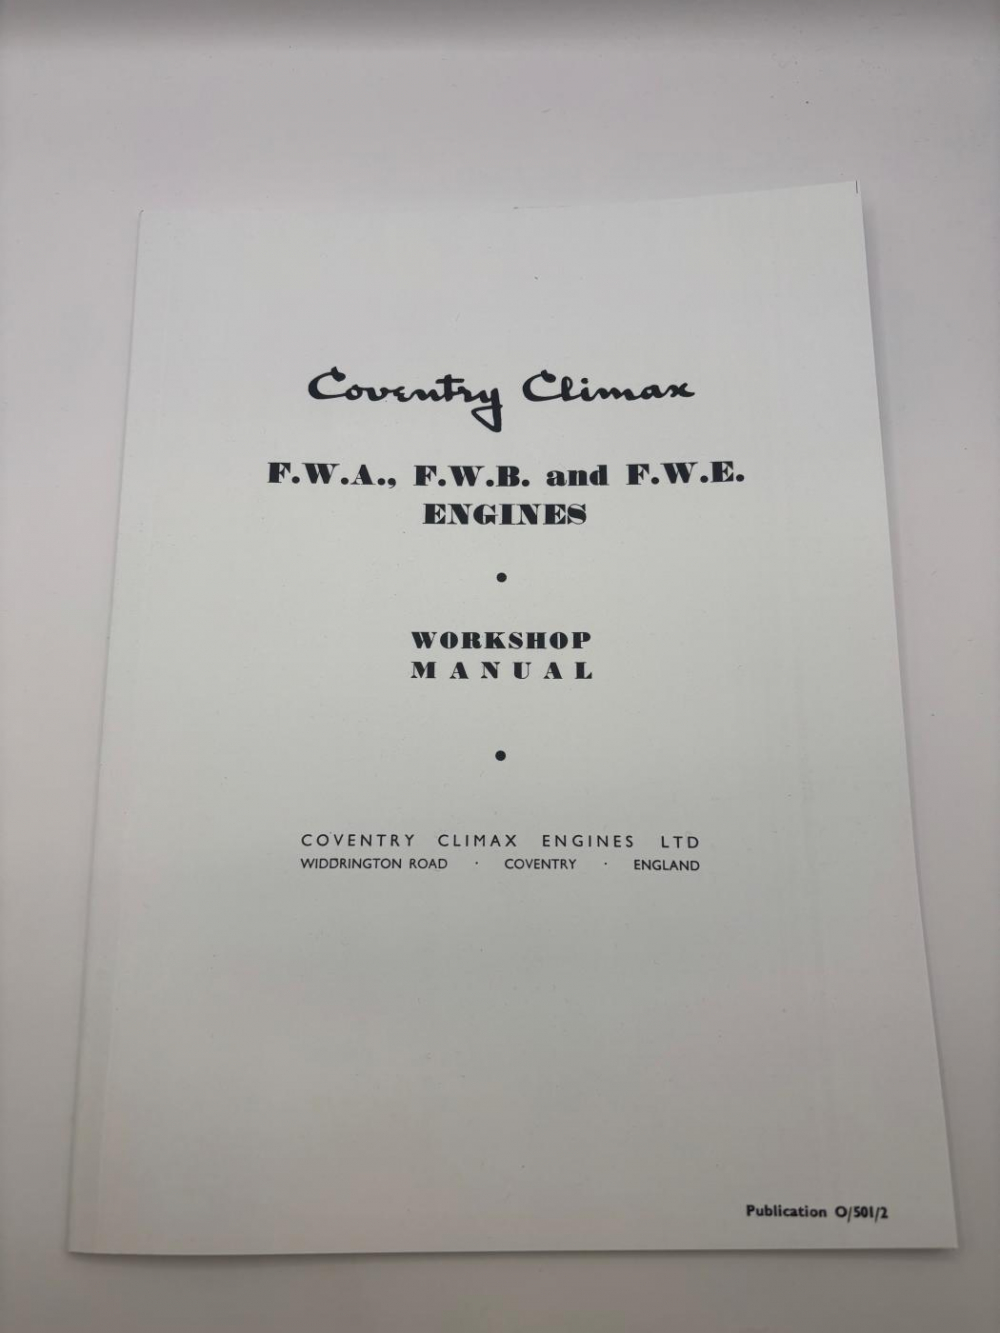 Coventry Climax
F.W.A., F.W.B. and F.W.E.
ENGINES
•
WORKSHOP
MANUAL
•
COVENTRY CLIMAX ENGINES LTD
WIDDRINGTON ROAD · COVENTRY · ENGLAND
Publication O/501/2